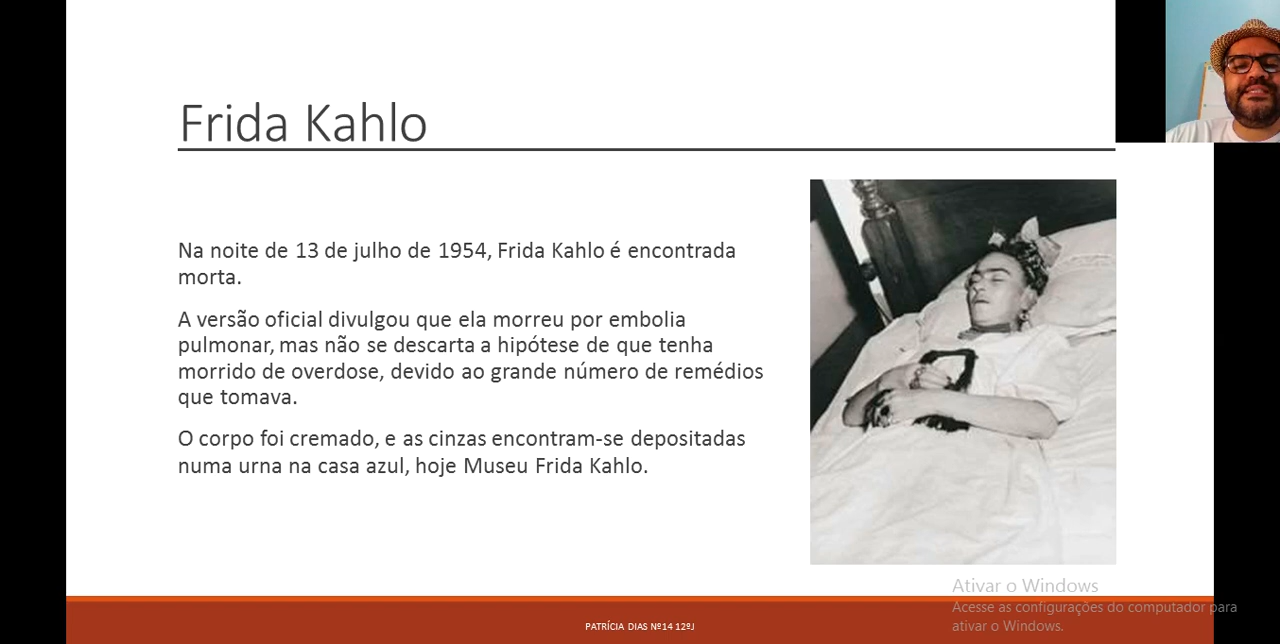 Frida Kahlo
Na noite de 13 de julho de 1954, Frida Kahlo é encontrada
morta.
A versão oficial divulgou que ela morreu por embolia
pulmonar, mas não se descarta a hipótese de que tenha
morrido de overdose, devido ao grande número de remédios
que tomava.
O corpo foi cremado, e as cinzas encontram-se depositadas
numa urna na casa azul, hoje Museu Frida Kahlo.
Ativar o Windows
Acesse as configurações do computador para
ativar o Windows.
PATRÍCIA DIAS Nº14 12ºJ